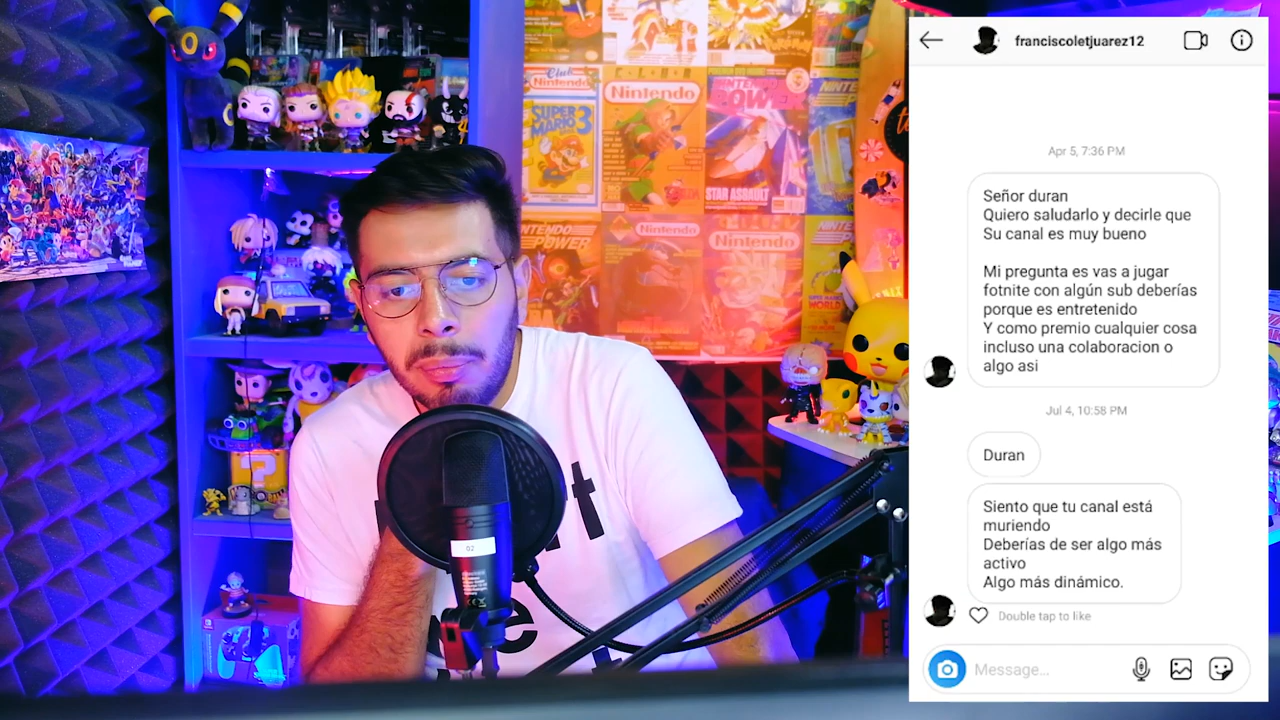 franciscoletjuarez12
Apr 5, 7:36 PM
Señor duran
Quiero saludarlo y decirle que
Su canal es muy bueno
Mi pregunta es vas a jugar
fotnite con algún sub deberías
porque es entretenido
Y como premio cualquier cosa
incluso una colaboracion o
algo asi
Jul 4, 10:58 PM
Duran
Siento que tu canal está
muriendo
Deberías de ser algo más
activo
Algo más dinámico.
Double tap to like
Message...
Club
Nintendo
SUPER
MARIO 3
Nintendo
NINTENDO
POWER
STAR ASSAULT
NINTENDO
POWER
Nintendo
Nintendo
02